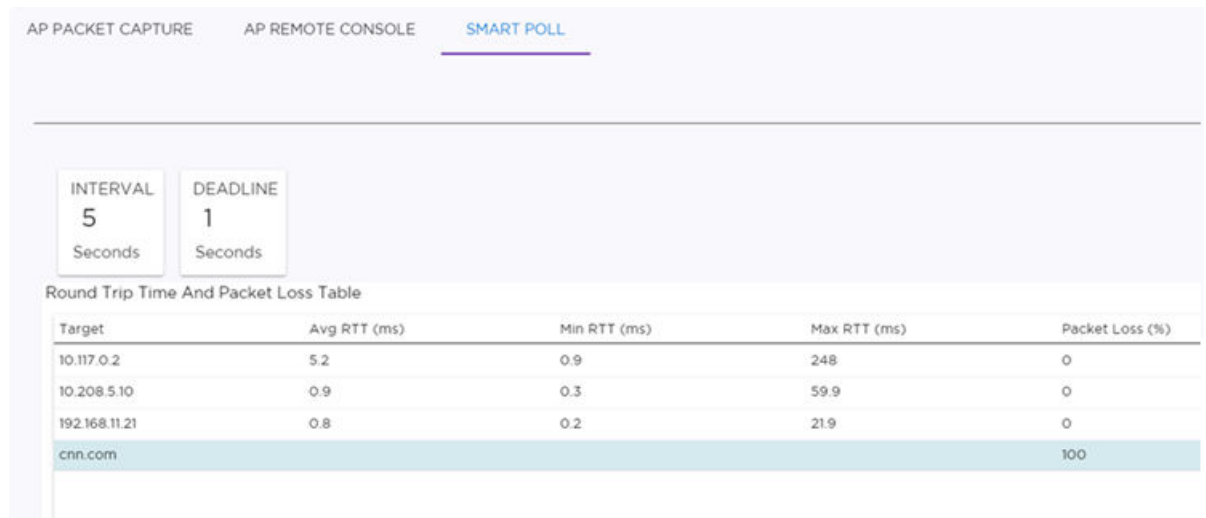 AP PACKET CAPTURE AP REMOTE CONSOLE SMART POLL
INTERVAL DEADLINE
5 1
Seconds Seconds
Round Trip Time And Packet Loss Table
Target Avg RTT (ms) Min RTT (ms) Max RTT (ms) Packet Loss (%)
10.117.0.2 5.2 0.9 248 0
10.208.5.10 0.9 0.3 59.9 0
192.168.11.21 0.8 0.2 21.9 0
cnn.com 100